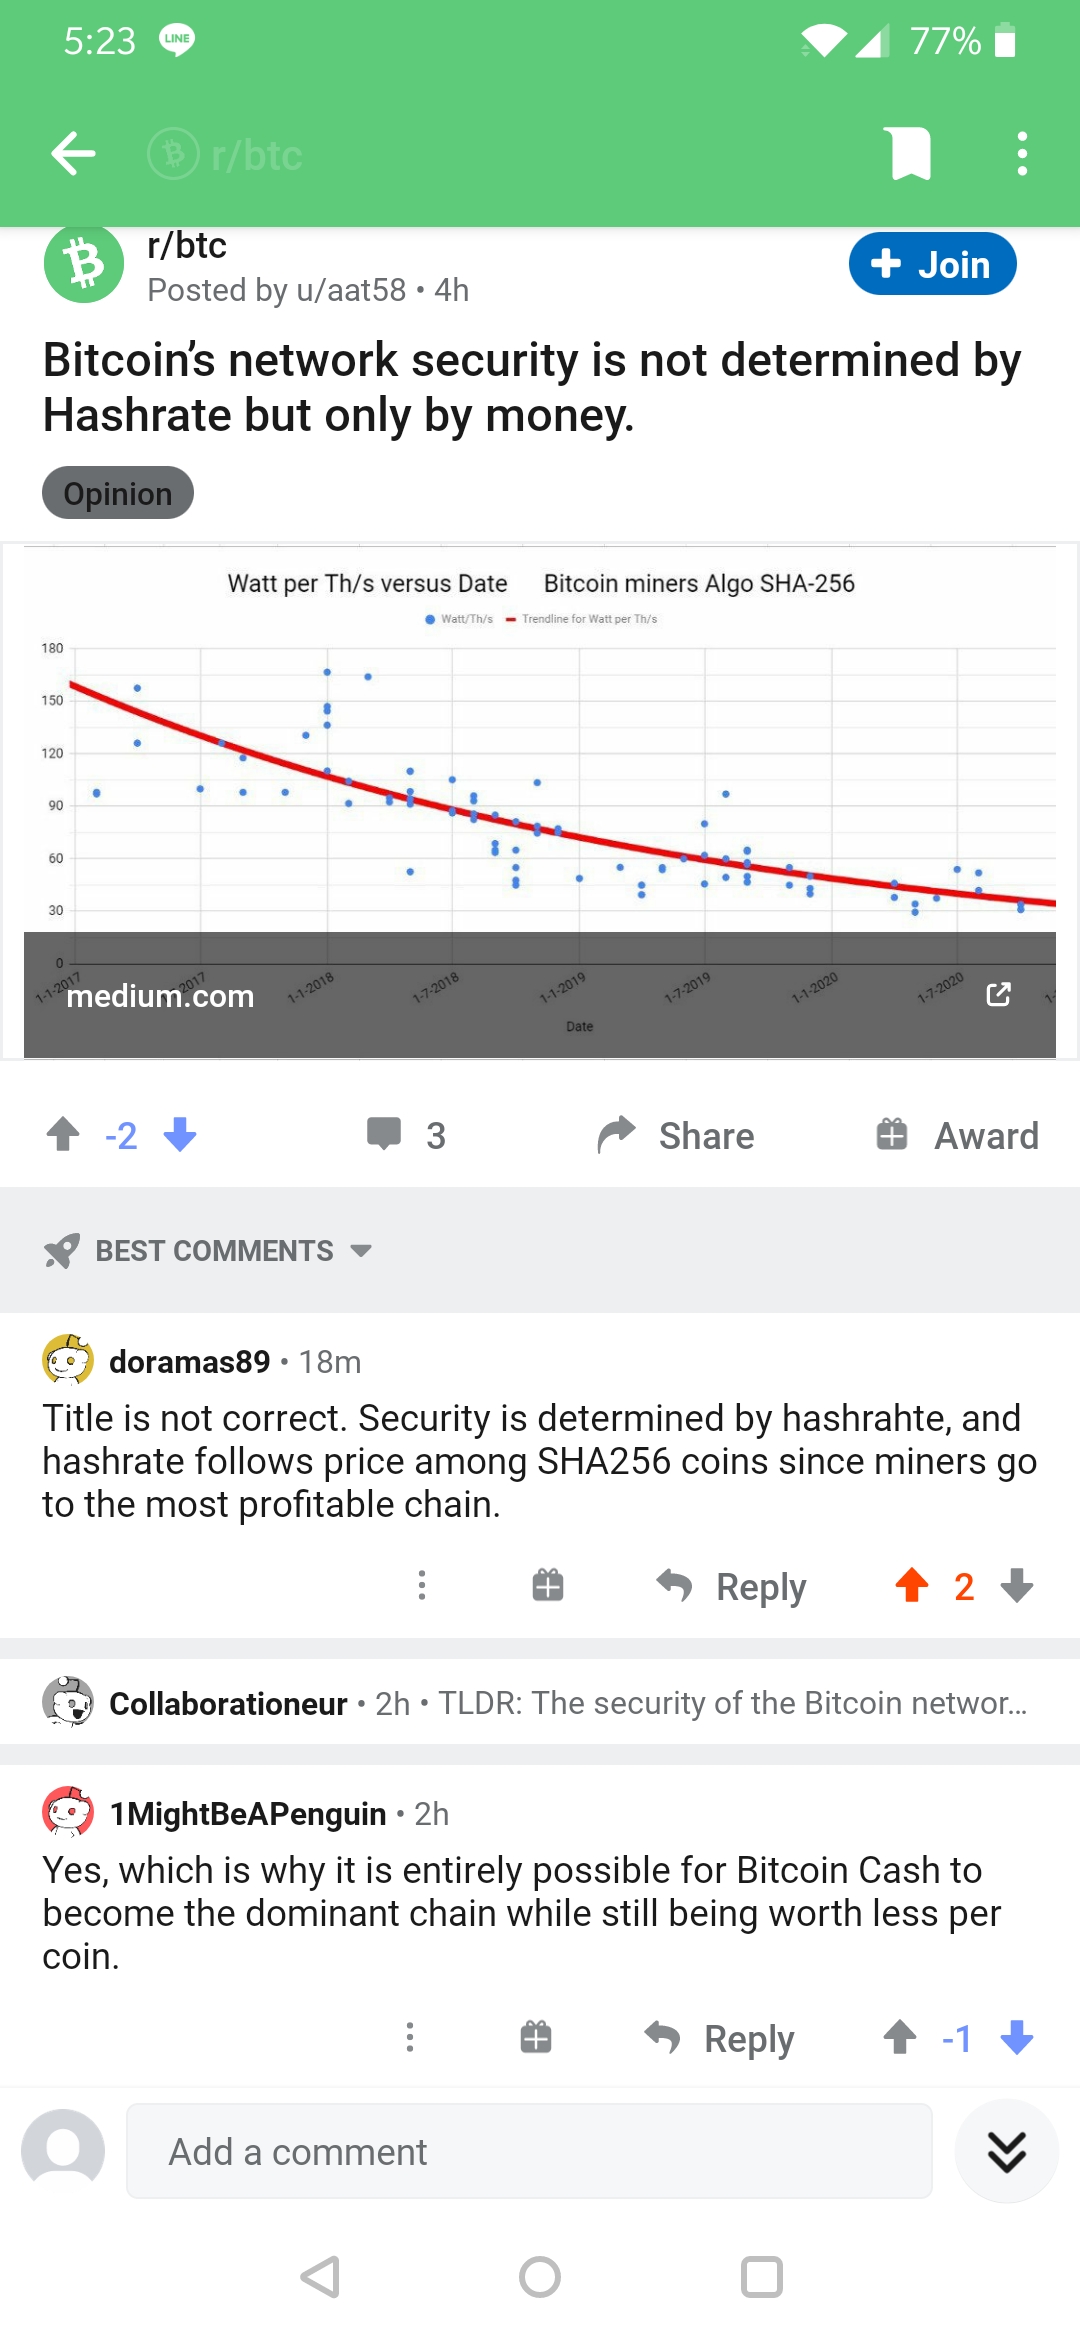 5:23 LINE 77%
r/btc
r/btc
Posted by u/aat58 • 4h
Join
Bitcoin's network security is not determined by
Hashrate but only by money.
Opinion
Watt per Th/s versus Date Bitcoin miners Algo SHA-256
Watt/Th/s Trendline for Watt per Th/s
180
150
120
90
60
30
0
1-1-2017 2017 1-1-2018 1-7-2018 1-1-2019 1-7-2019 1-1-2020 1-7-2020 1-
medium.com
Date
-2 3 Share Award
BEST COMMENTS
doramas89 • 18m
Title is not correct. Security is determined by hashrahte, and
hashrate follows price among SHA256 coins since miners go
to the most profitable chain.
Reply 2
Collaborationeur • 2h • TLDR: The security of the Bitcoin networ...
1MightBeAPenguin • 2h
Yes, which is why it is entirely possible for Bitcoin Cash to
become the dominant chain while still being worth less per
coin.
Reply -1
Add a comment